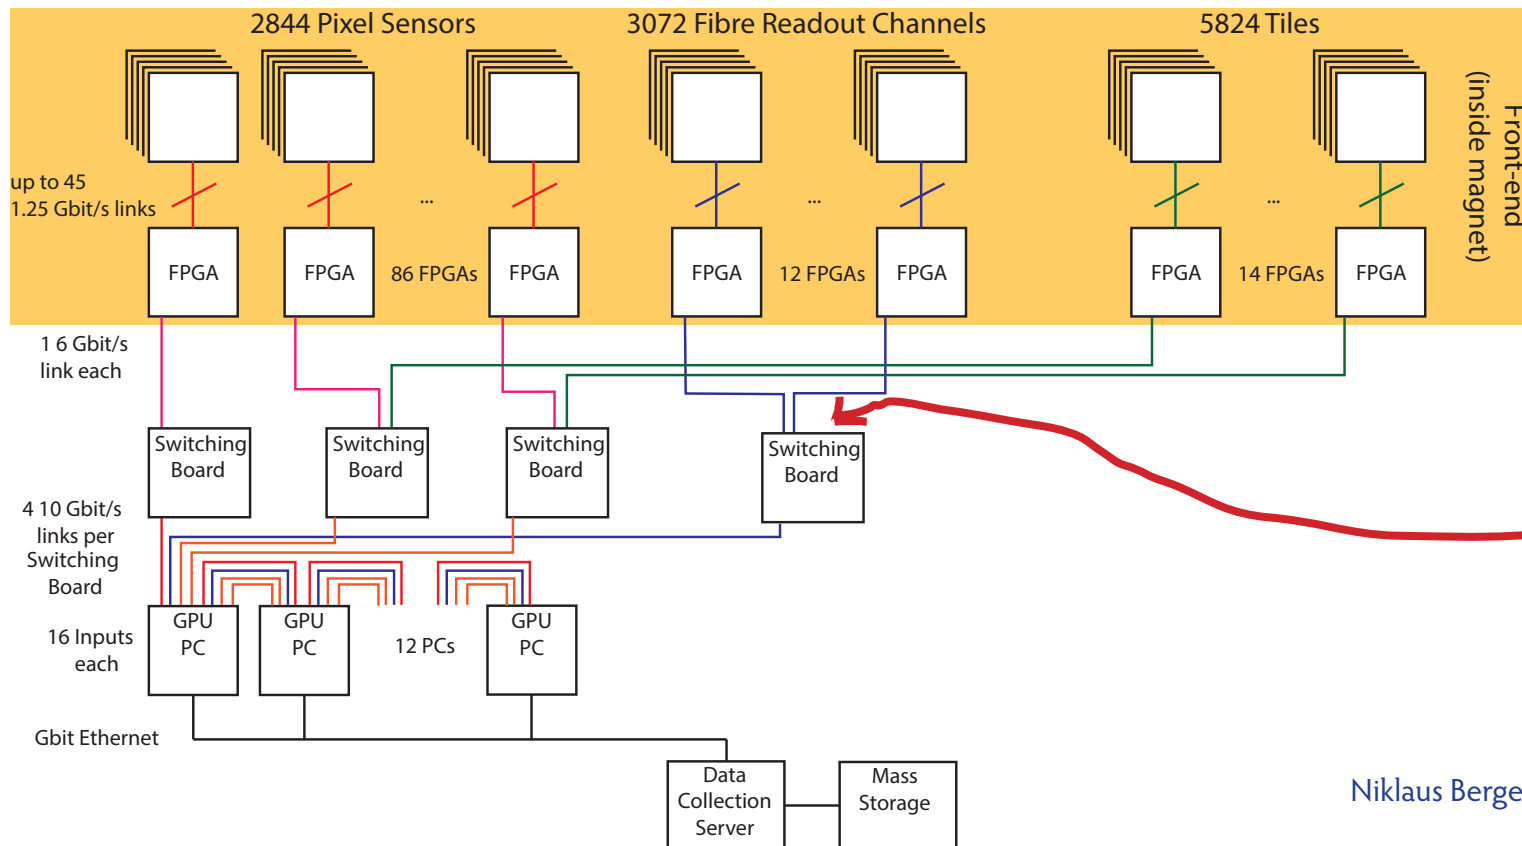 2844 Pixel Sensors
3072 Fibre Readout Channels
5824 Tiles
Front-end
(inside magnet)
up to 45
1.25 Gbit/s links
...
...
...
FPGA
FPGA
86 FPGAs
FPGA
FPGA
12 FPGAs
FPGA
FPGA
14 FPGAs
FPGA
1 6 Gbit/s
link each
Switching
Board
Switching
Board
Switching
Board
Switching
Board
4 10 Gbit/s
links per
Switching
Board
16 Inputs
each
GPU
PC
GPU
PC
12 PCs
GPU
PC
Gbit Ethernet
Data
Collection
Server
Mass
Storage
Niklaus Berge